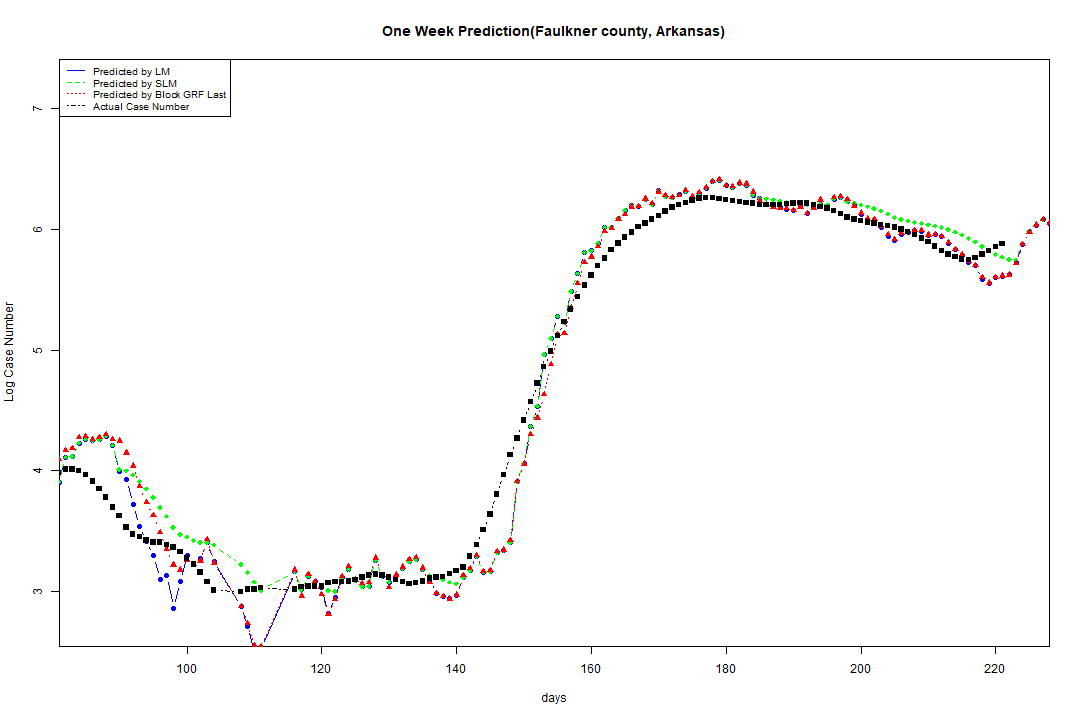 One Week Prediction(Faulkner county, Arkansas)
Predicted by LM
Predicted by SLM
Predicted by Block GRF Last
Actual Case Number
7
6
5
4
3
Log Case Number
100 120 140 160 180 200 220
days